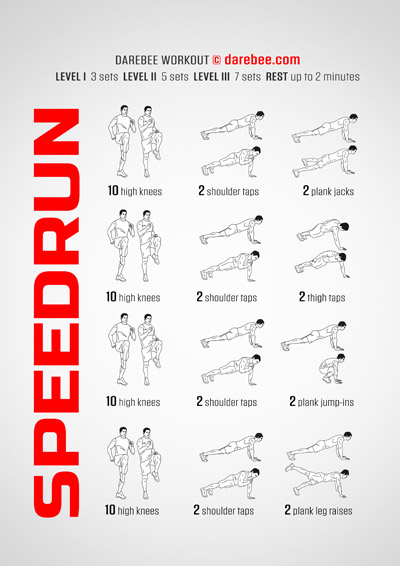 DAREBEE WORKOUT © darebee.com
LEVEL I 3 sets LEVEL II 5 sets LEVEL III 7 sets REST up to 2 minutes
SPEEDRUN
10 high knees 2 shoulder taps 2 plank jacks
10 high knees 2 shoulder taps 2 thigh taps
10 high knees 2 shoulder taps 2 plank jump-ins
10 high knees 2 shoulder taps 2 plank leg raises